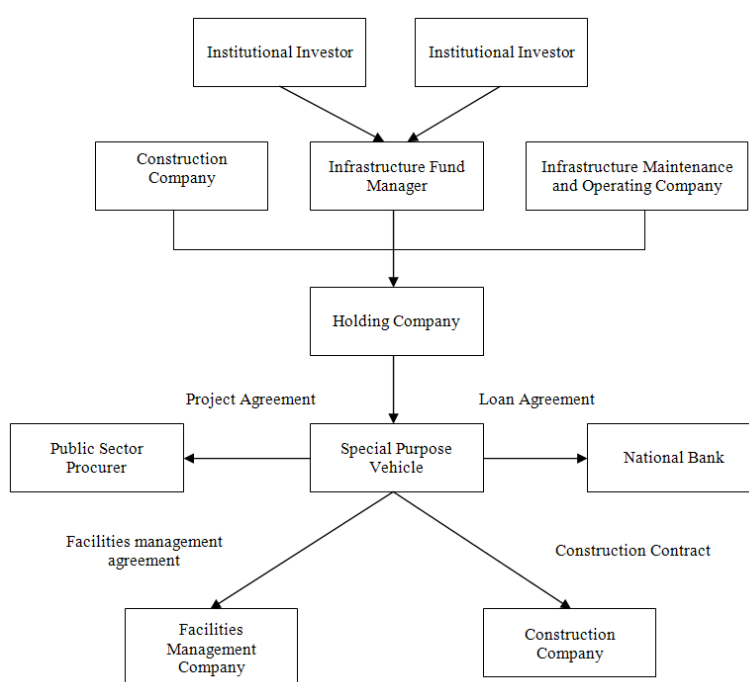 Institutional Investor
Institutional Investor
Construction
Company
Infrastructure Fund
Manager
Infrastructure Maintenance
and Operating Company
Holding Company
Project Agreement
Loan Agreement
Public Sector
Procurer
Special Purpose
Vehicle
National Bank
Facilities management
agreement
Construction Contract
Facilities
Management
Company
Construction
Company